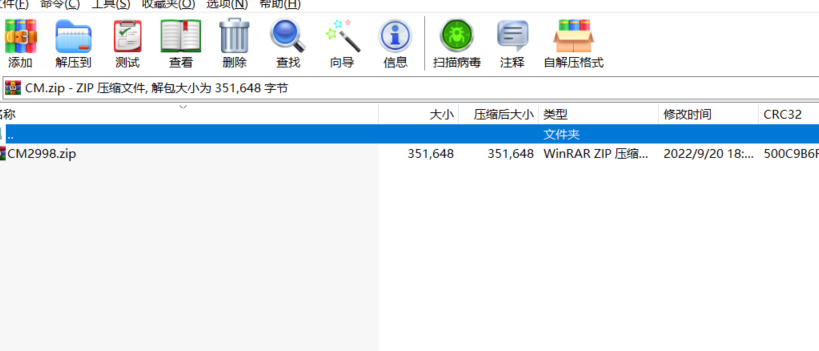 文件(F) 命令(C) 工具(S) 收藏夹(O) 选项(N) 帮助(H)
添加 解压到 测试 查看 删除 查找 向导 信息 扫描病毒 注释 自解压格式
CM.zip - ZIP 压缩文件, 解包大小为 351,648 字节
名称 大小 压缩后大小 类型 修改时间 CRC32
.. 文件夹
CM2998.zip 351,648 351,648 WinRAR ZIP 压缩... 2022/9/20 18:... 500C9B6F